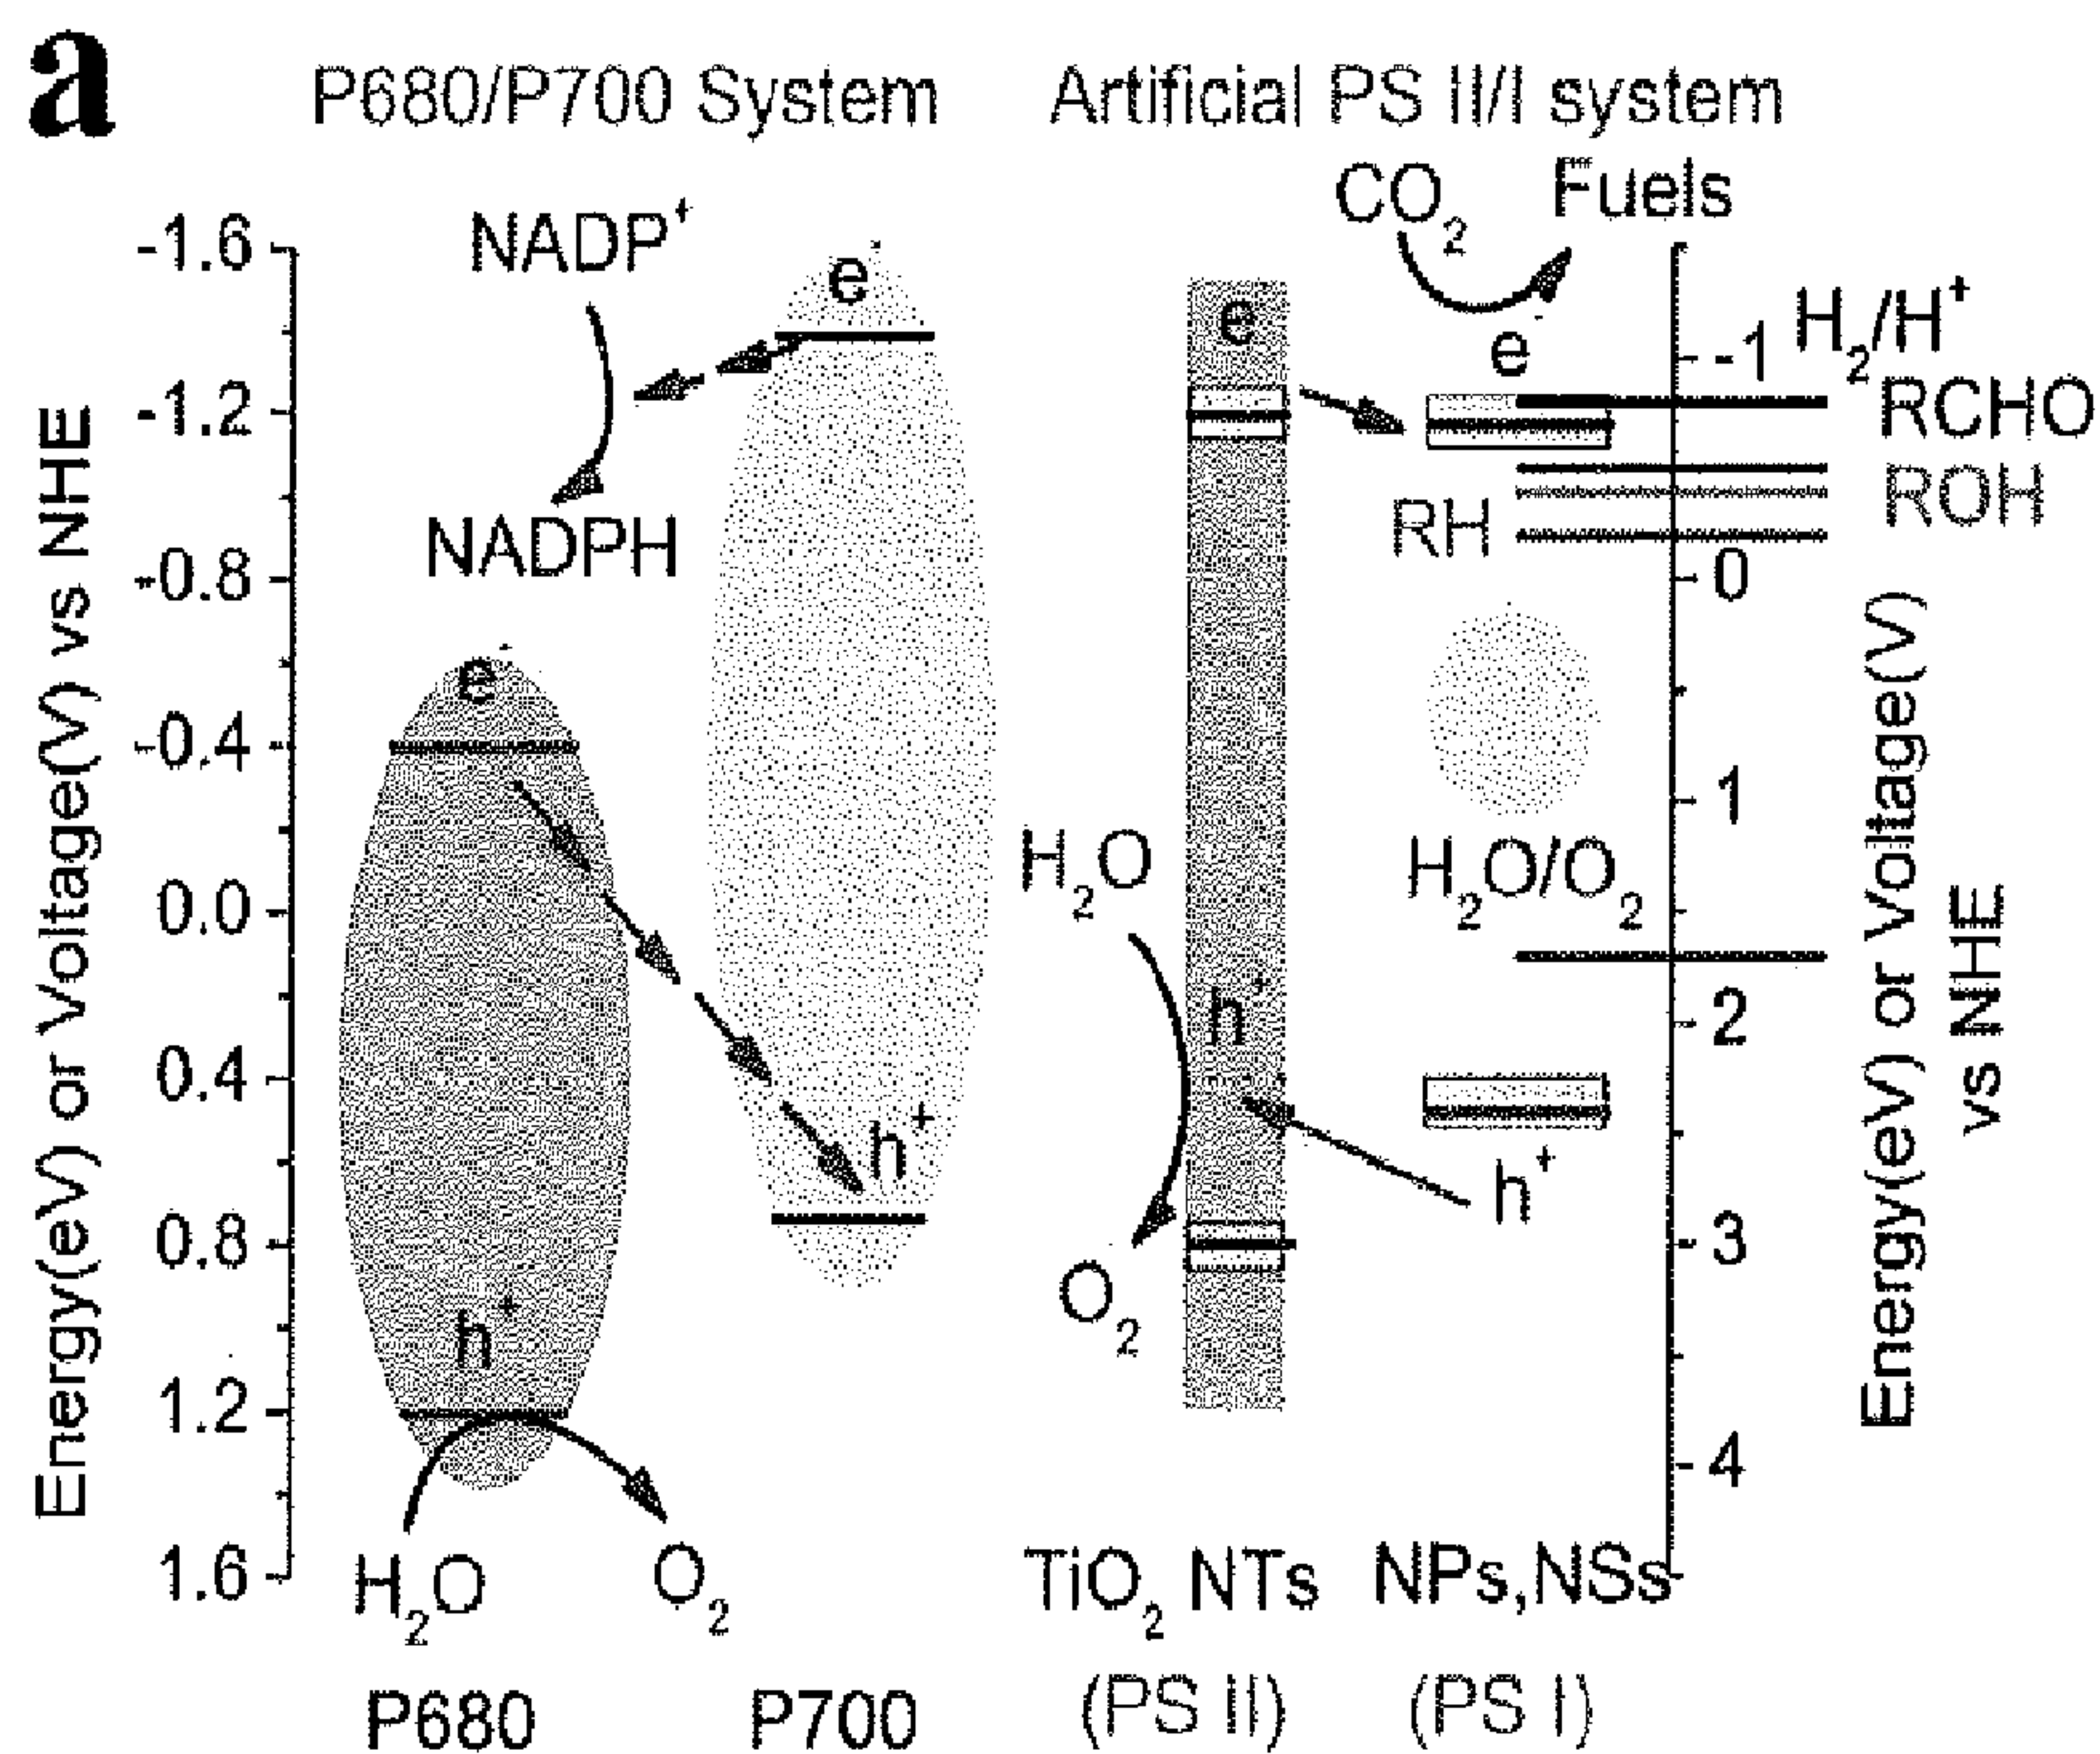 a
P680/P700 System
Artificial PS II/I system
CO2 Fuels
NADP+
e-
e-
e-
H2/H+
RCHO
ROH
RH
NADPH
e-
-1.6
-1.2
-0.8
-0.4
0.0
0.4
0.8
1.2
1.6
Energy(eV) or Voltage(V) vs NHE
H2O
H2O/O2
h+
h+
h+
h+
O2
H2O
O2
-1
0
1
2
3
4
Energy(eV) or Voltage(V)
vs NHE
TiO2 NTs
NPs,NSs
P680
P700
(PS II)
(PS I)